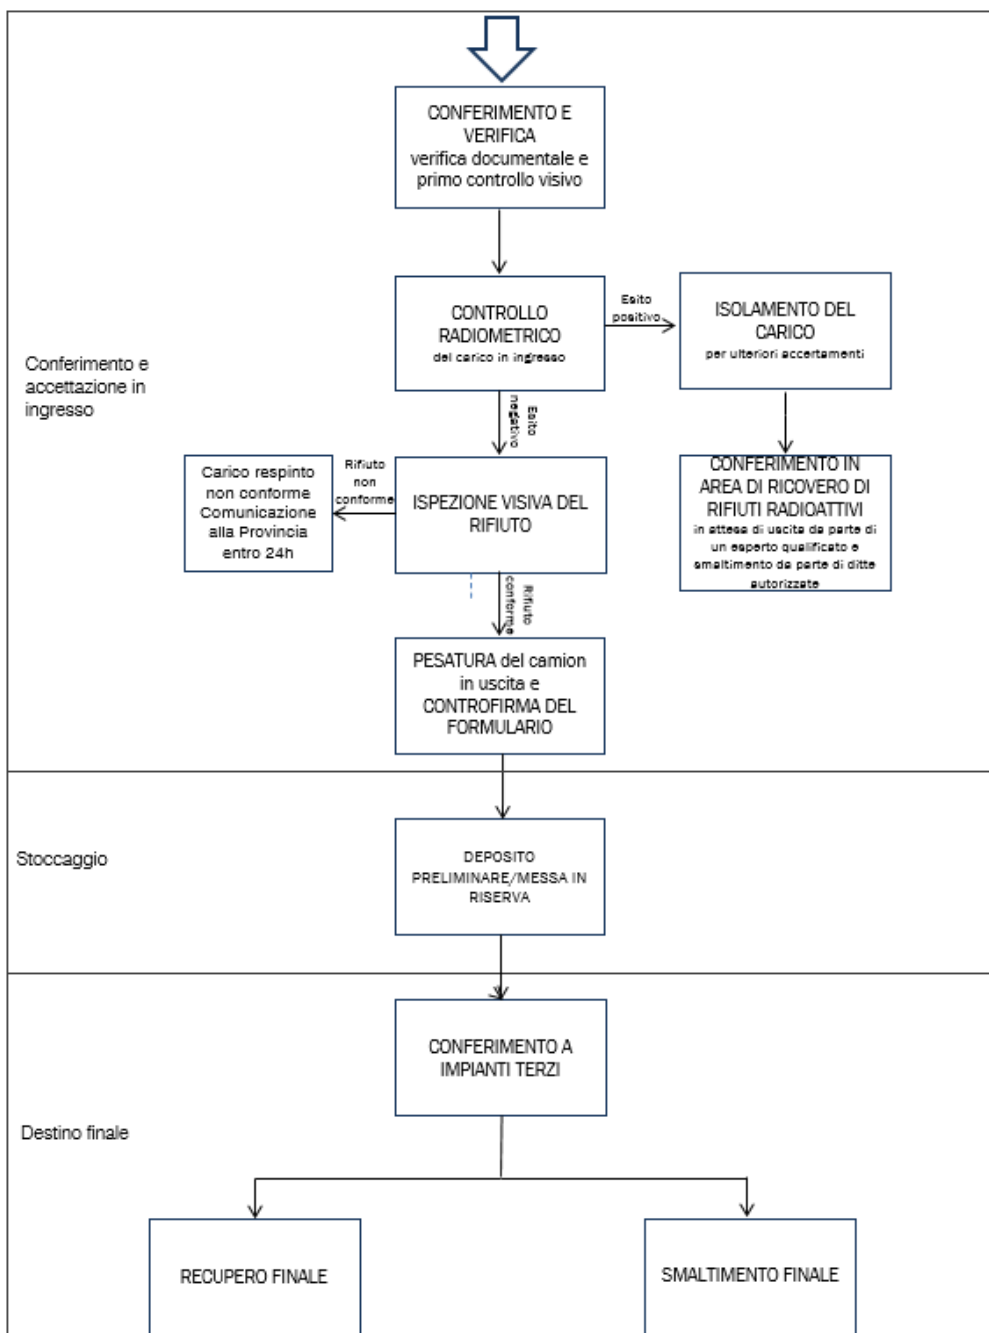 CONFERIMENTO E
VERIFICA
verifica documentale e
primo controllo visivo
CONTROLLO
RADIOMETRICO
del carico in ingresso
Esito
positivo
ISOLAMENTO DEL
CARICO
per ulteriori accertamenti
Conferimento e
accettazione in
ingresso
Esito
negativo
Carico respinto
non conforme
Comunicazione
alla Provincia
entro 24h
Rifiuto
non
conforme
ISPEZIONE VISIVA DEL
RIFIUTO
CONFERIMENTO IN
AREA DI RICOVERO DI
RIFIUTI RADIOATTIVI
in attesa di uscita da parte di
un esperto qualificato e
smaltimento da parte di ditte
autorizzate
Rifiuto
conforme
PESATURA del camion
in uscita e
CONTROFIRMA DEL
FORMULARIO
Stoccaggio
DEPOSITO
PRELIMINARE/MESSA IN
RISERVA
CONFERIMENTO A
IMPIANTI TERZI
Destino finale
RECUPERO FINALE
SMALTIMENTO FINALE